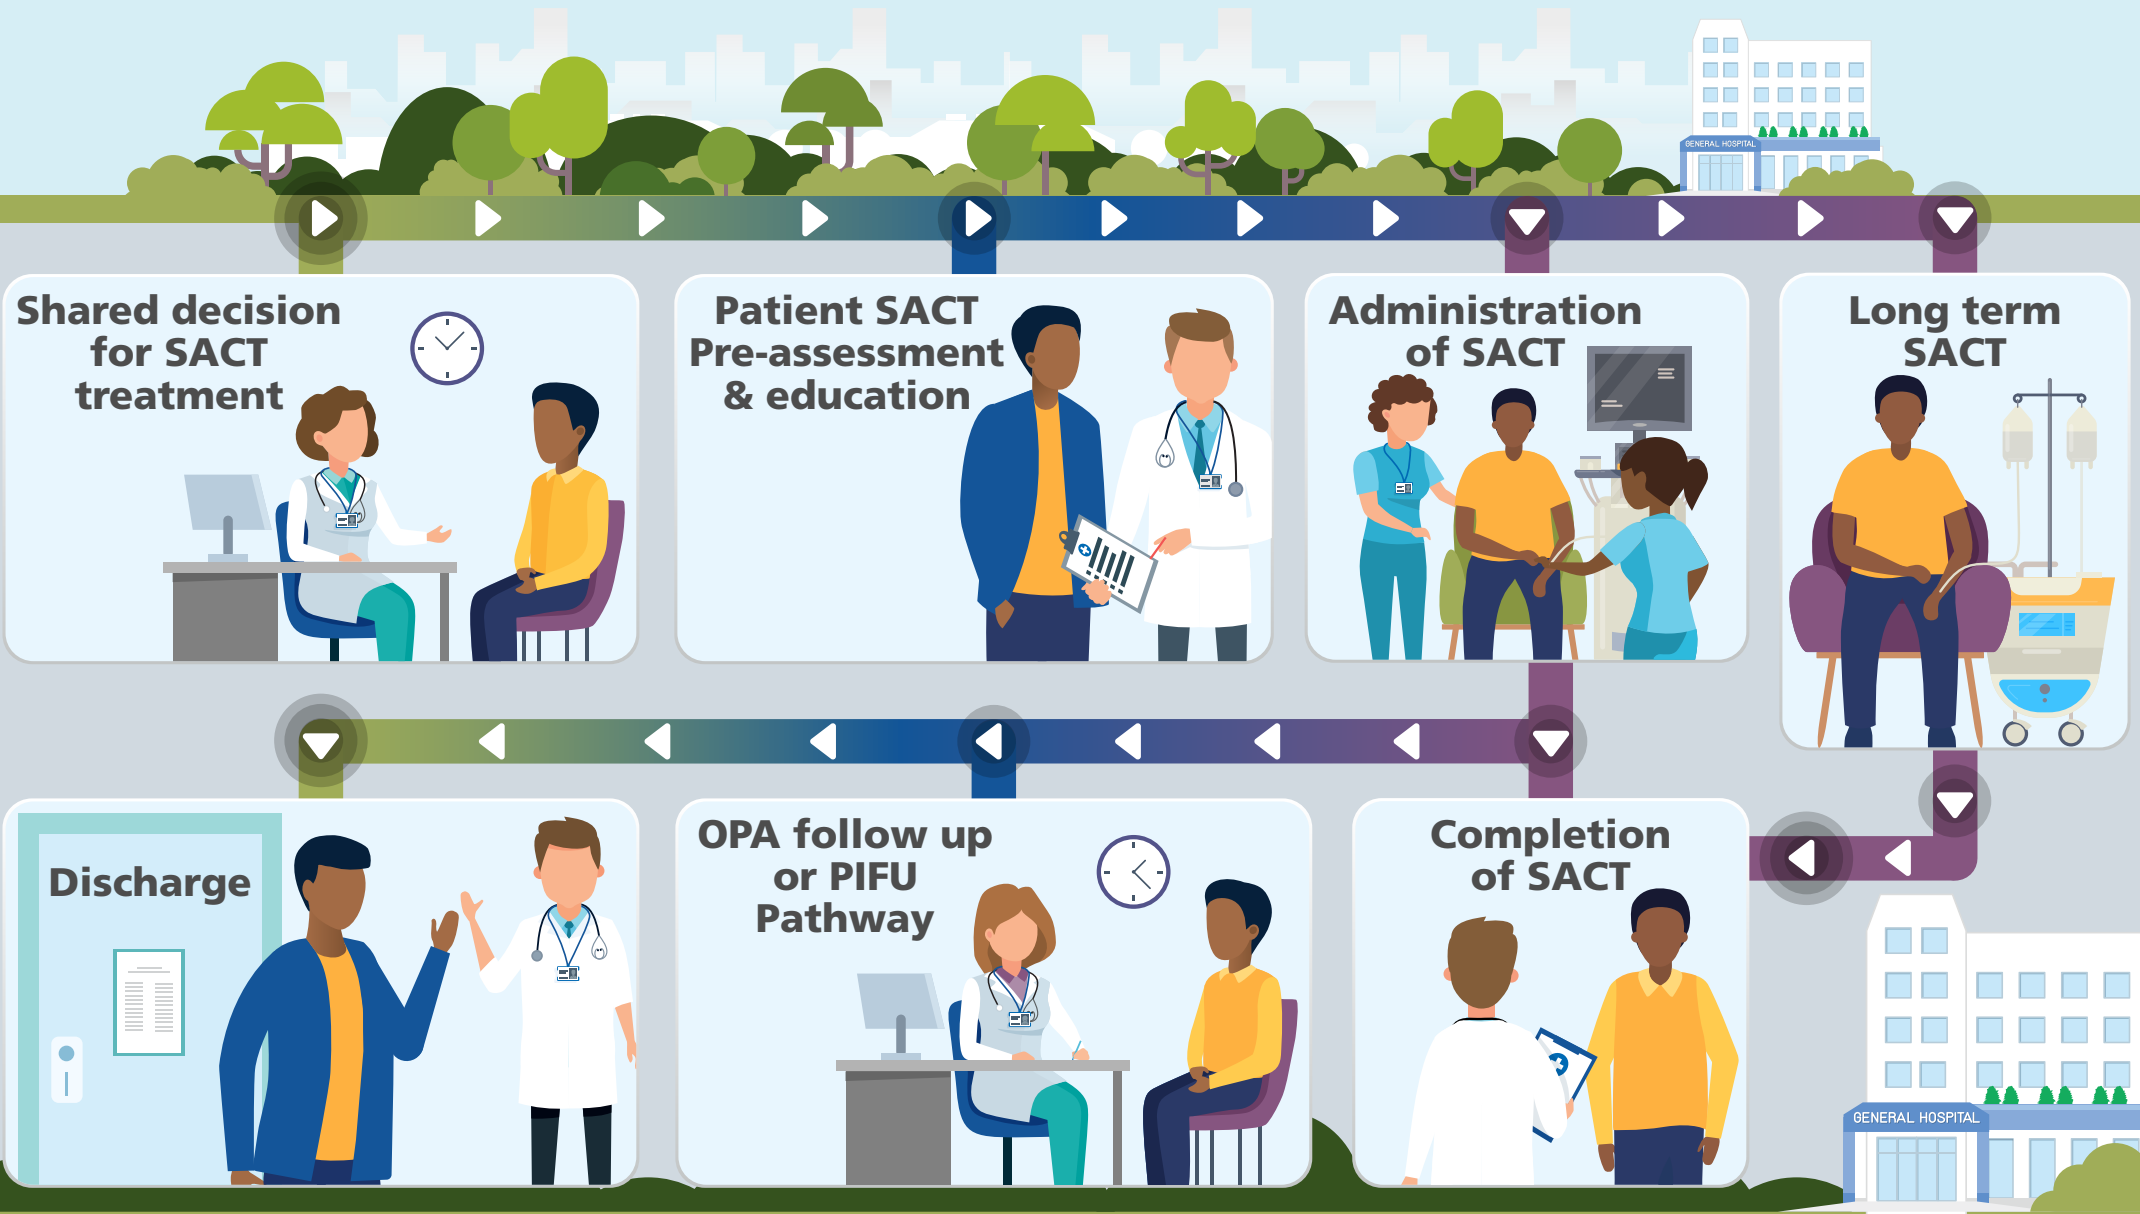 GENERAL HOSPITAL
Shared decision
for SACT
treatment
Patient SACT
Pre-assessment
& education
Administration
of SACT
Long term
SACT
Discharge
OPA follow up
or PIFU
Pathway
Completion
of SACT
GENERAL HOSPITAL